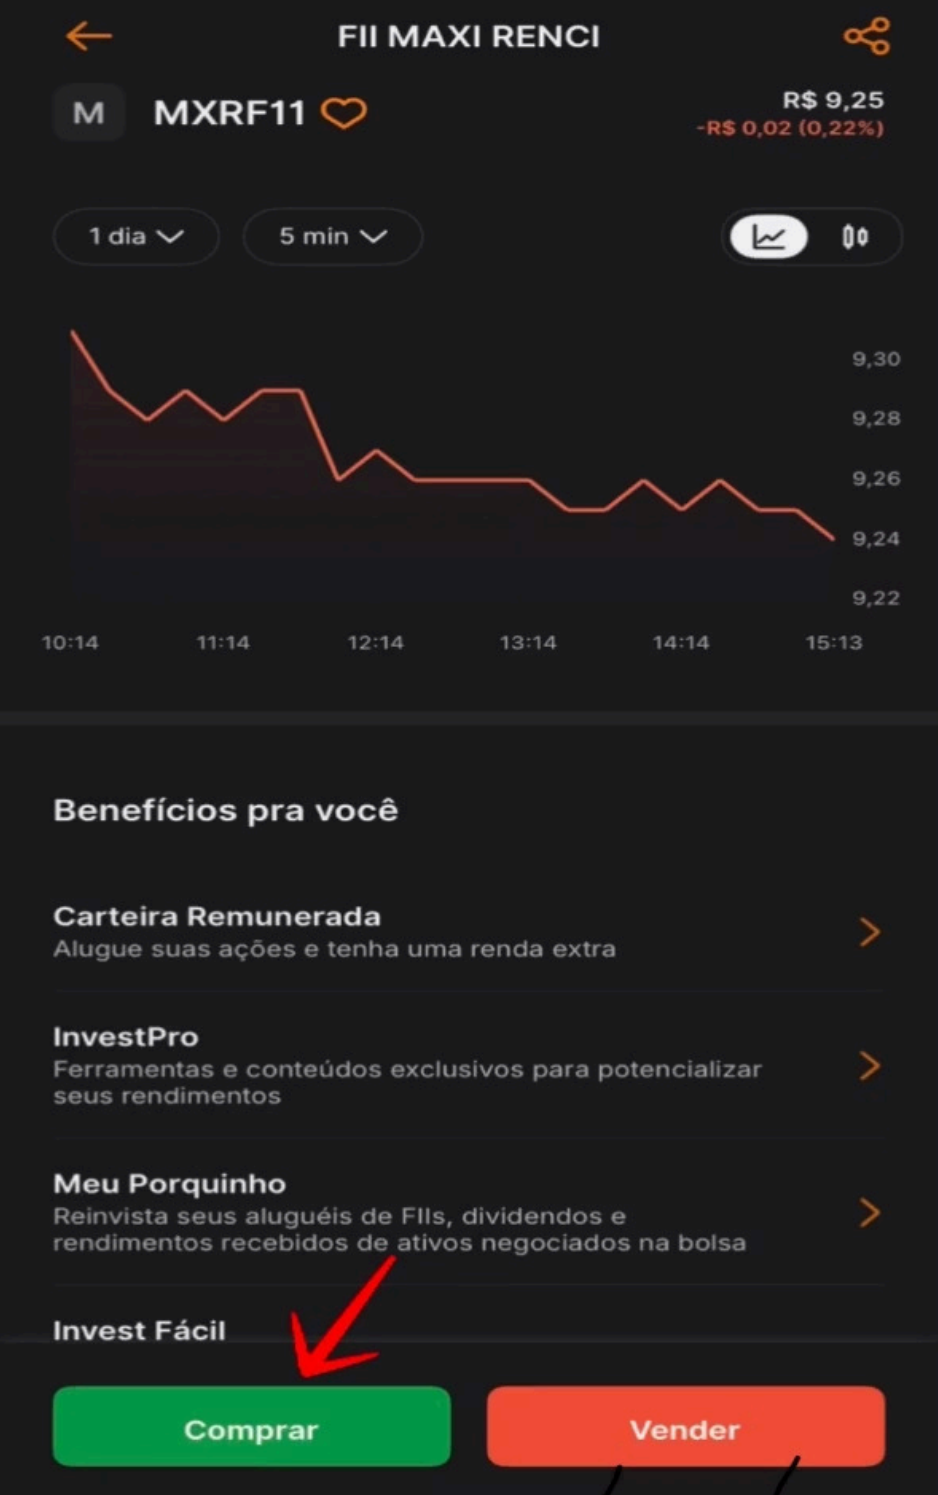 FII MAXI RENCI
M MXRF11 R$ 9,25
-R$ 0,02 (0,22%)
1 dia 5 min
9,30
9,28
9,26
9,24
9,22
10:14 11:14 12:14 13:14 14:14 15:13
Benefícios pra você
Carteira Remunerada
Alugue suas ações e tenha uma renda extra
InvestPro
Ferramentas e conteúdos exclusivos para potencializar
seus rendimentos
Meu Porquinho
Reinvista seus aluguéis de FIIs, dividendos e
rendimentos recebidos de ativos negociados na bolsa
Invest Fácil
Comprar Vender